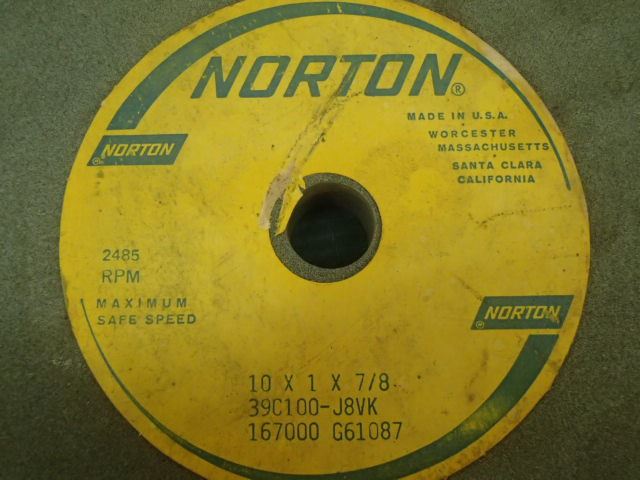 NORTON®
MADE IN U.S.A.
WORCESTER
MASSACHUSETTS
SANTA CLARA
CALIFORNIA
® NORTON
2485
RPM
MAXIMUM
SAFE SPEED
® NORTON
10 X 1 X 7/8
39C100-J8VK
167000 G61087